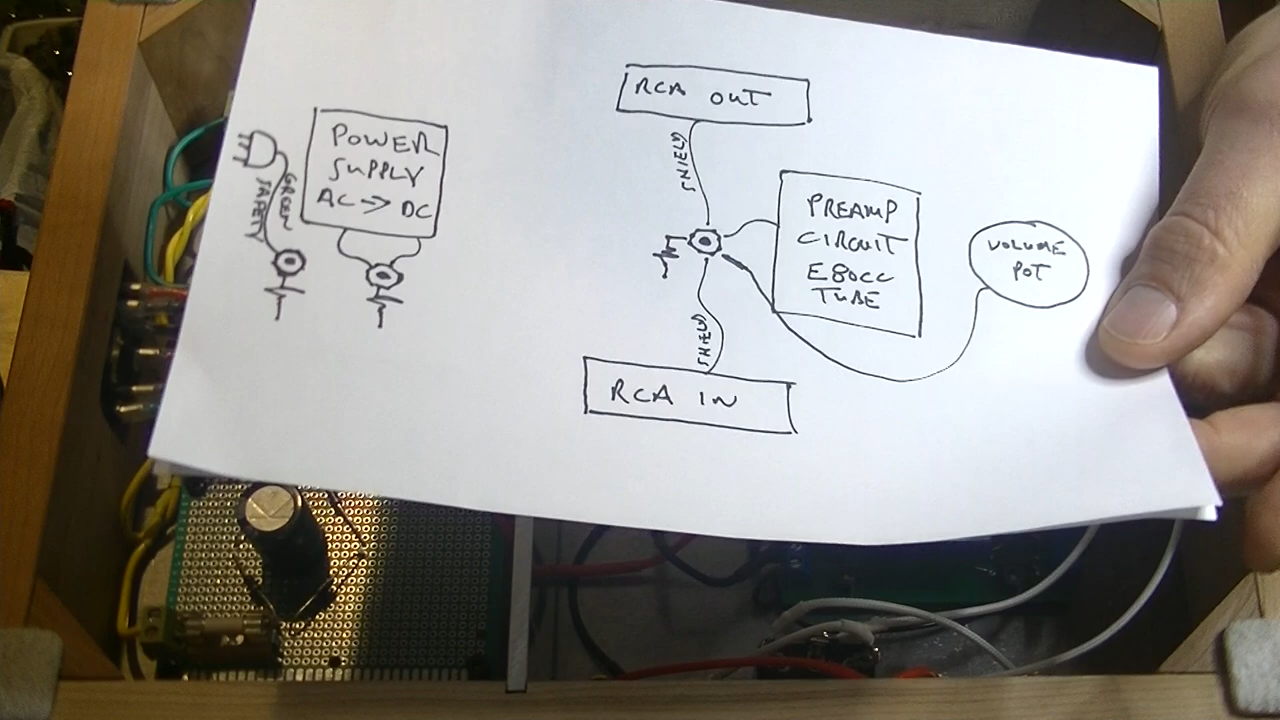 POWER
SUPPLY
AC -> DC
GREEN
SAFETY
RCA OUT
SHIELD
PREAMP
CIRCUIT
E80CC
TUBE
VOLUME
POT
SHIELD
RCA IN